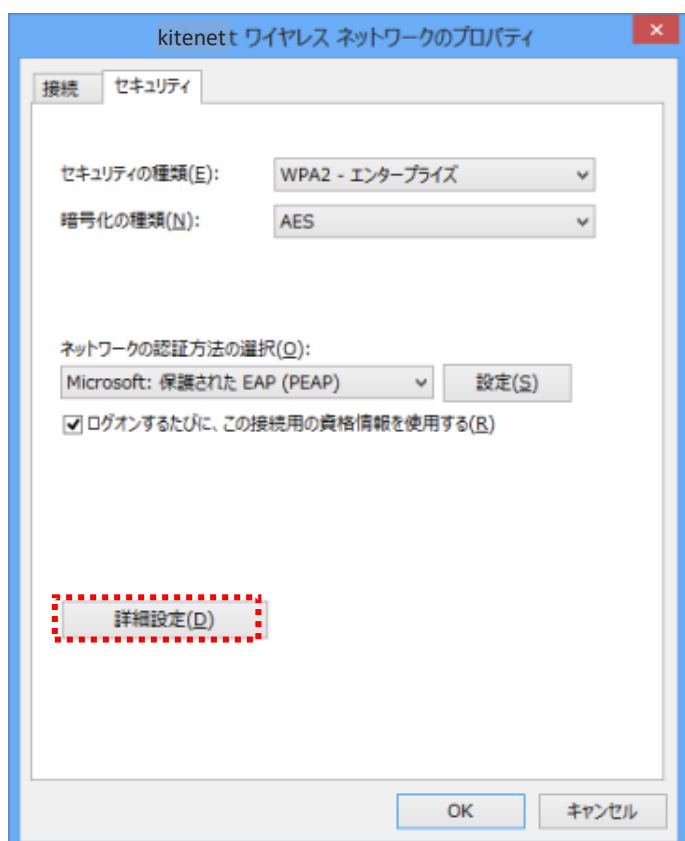 kitenett ワイヤレス ネットワークのプロパティ
×
接続 セキュリティ
セキュリティの種類(E): WPA2 - エンタープライズ
暗号化の種類(N): AES
ネットワークの認証方法の選択(O):
Microsoft: 保護された EAP (PEAP) 設定(S)
ログオンするたびに、この接続用の資格情報を使用する(R)
詳細設定(D)
OK キャンセル